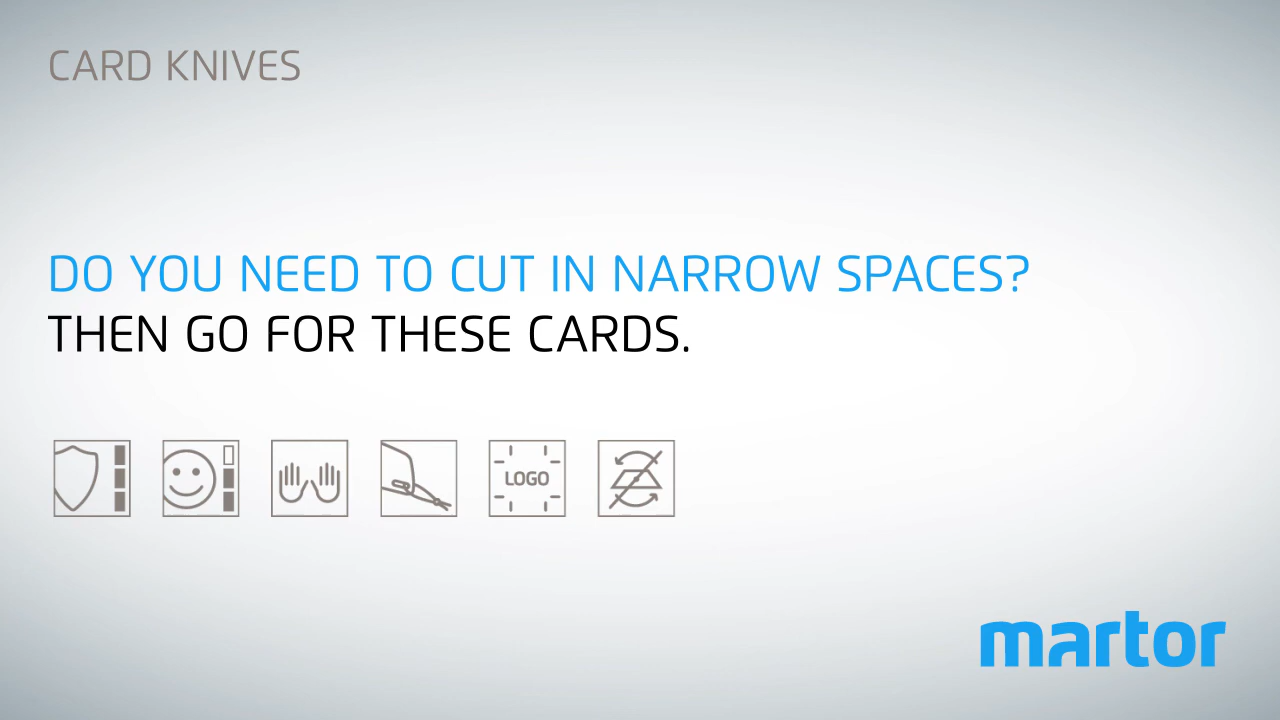 CARD KNIVES
DO YOU NEED TO CUT IN NARROW SPACES?
THEN GO FOR THESE CARDS.
LOGO
martor